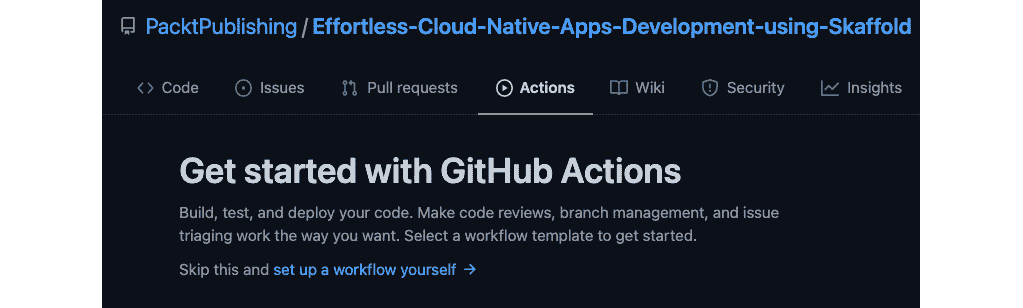 PacktPublishing / Effortless-Cloud-Native-Apps-Development-using-Skaffold
Code Issues Pull requests Actions Wiki Security Insights
Get started with GitHub Actions
Build, test, and deploy your code. Make code reviews, branch management, and issue
triaging work the way you want. Select a workflow template to get started.
Skip this and set up a workflow yourself →